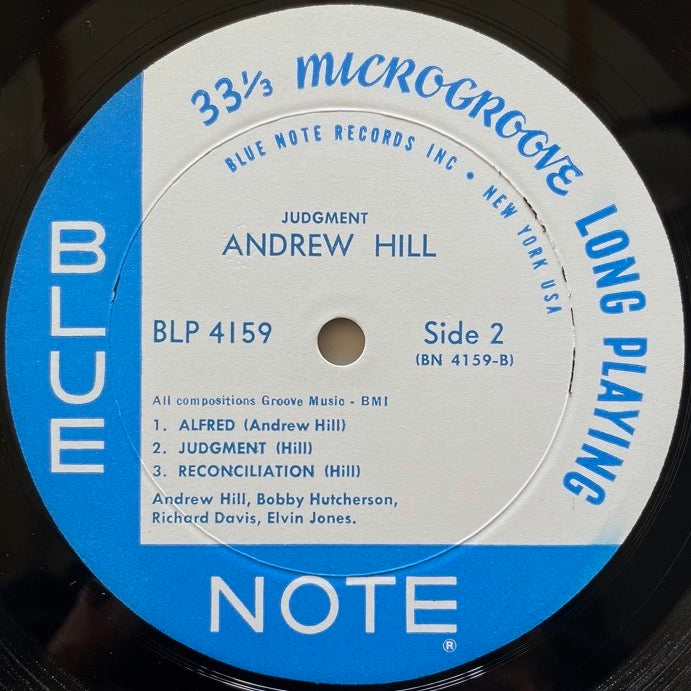 33⅓ MICROGROOVE LONG PLAYING
BLUE NOTE RECORDS INC • NEW YORK USA
JUDGMENT
ANDREW HILL
BLP 4159
Side 2
(BN 4159-B)
All compositions Groove Music - BMI
1. ALFRED (Andrew Hill)
2. JUDGMENT (Hill)
3. RECONCILIATION (Hill)
Andrew Hill, Bobby Hutcherson,
Richard Davis, Elvin Jones.
BLUE
NOTE
®